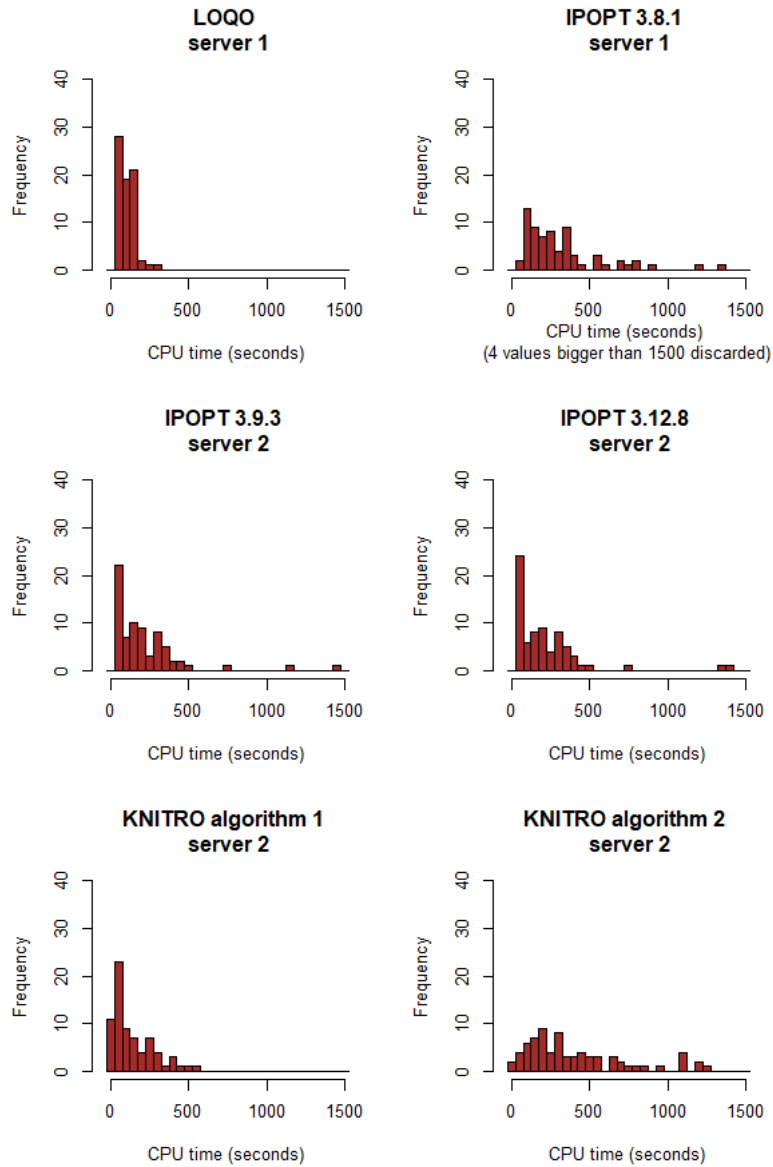 LOQO
server 1
40
30
20
10
0
Frequency
0 500 1000 1500
CPU time (seconds)
IPOPT 3.8.1
server 1
40
30
20
10
0
Frequency
0 500 1000 1500
CPU time (seconds)
(4 values bigger than 1500 discarded)
IPOPT 3.9.3
server 2
40
30
20
10
0
Frequency
0 500 1000 1500
CPU time (seconds)
IPOPT 3.12.8
server 2
40
30
20
10
0
Frequency
0 500 1000 1500
CPU time (seconds)
KNITRO algorithm 1
server 2
40
30
20
10
0
Frequency
0 500 1000 1500
CPU time (seconds)
KNITRO algorithm 2
server 2
40
30
20
10
0
Frequency
0 500 1000 1500
CPU time (seconds)